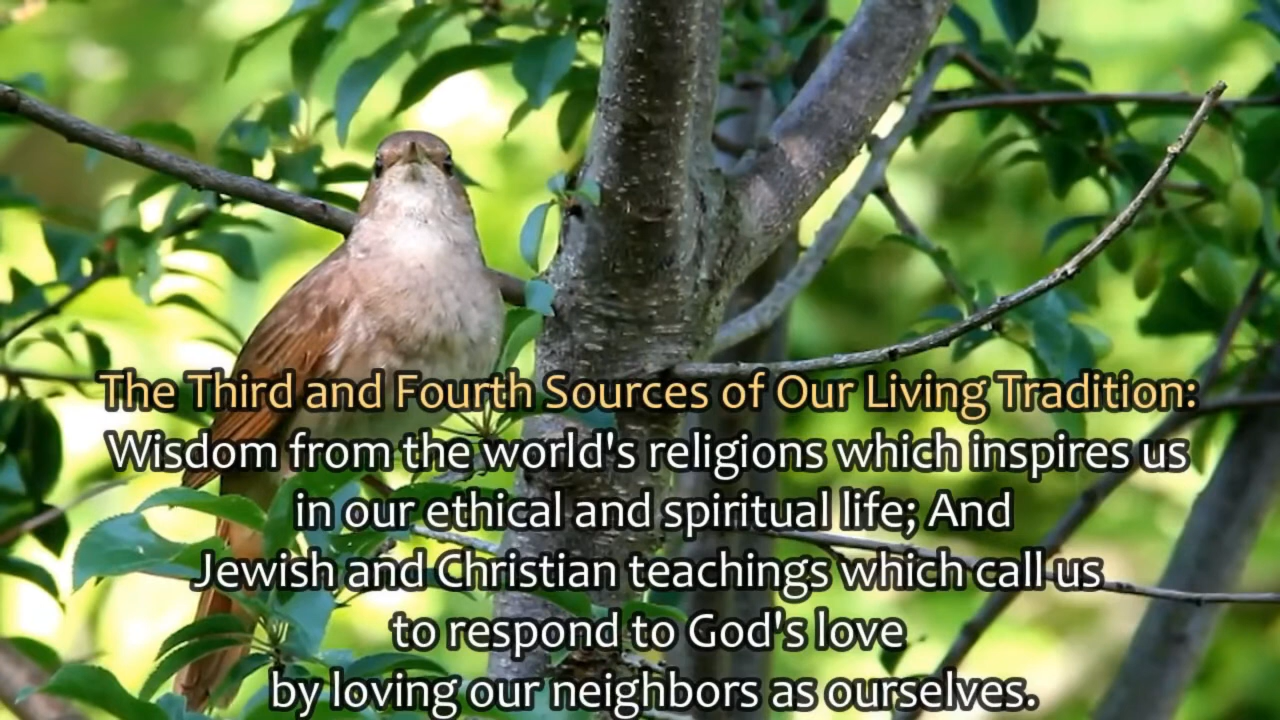 The Third and Fourth Sources of Our Living Tradition:
Wisdom from the world's religions which inspires us
in our ethical and spiritual life; And
Jewish and Christian teachings which call us
to respond to God's love
by loving our neighbors as ourselves.